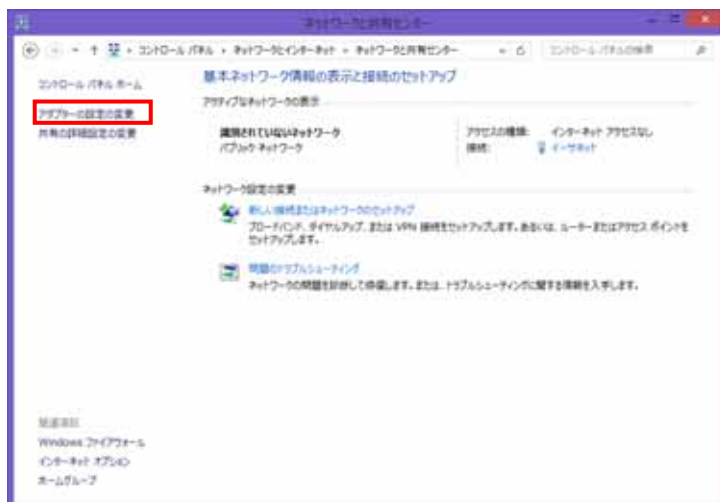 ネットワークと共有センター
コントロール パネル ▸ ネットワークとインターネット ▸ ネットワークと共有センター
コントロール パネルの検索
コントロール パネル ホーム
アダプターの設定の変更
共有の詳細設定の変更
基本ネットワーク情報の表示と接続のセットアップ
アクティブなネットワークの表示
識別されていないネットワーク
パブリック ネットワーク
アクセスの種類: インターネット アクセスなし
接続: イーサネット
ネットワーク設定の変更
新しい接続またはネットワークのセットアップ
ブロードバンド、ダイヤルアップ、または VPN 接続をセットアップします。あるいは、ルーターまたはアクセス ポイントを
セットアップします。
問題のトラブルシューティング
ネットワークの問題を診断して修復します。または、トラブルシューティングに関する情報を入手します。
関連項目
Windows ファイアウォール
インターネット オプション
ホームグループ